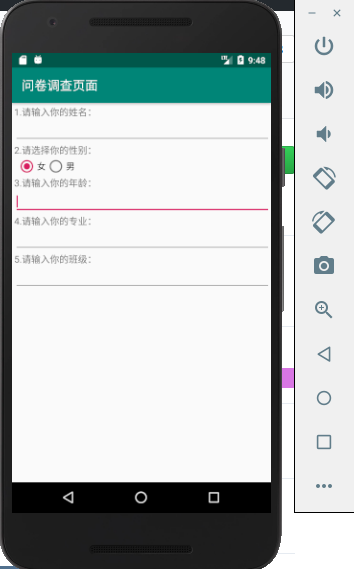 9:48
问卷调查页面
1.请输入你的姓名：
2.请选择你的性别：
女 男
3.请输入你的年龄：
4.请输入你的专业：
5.请输入你的班级：